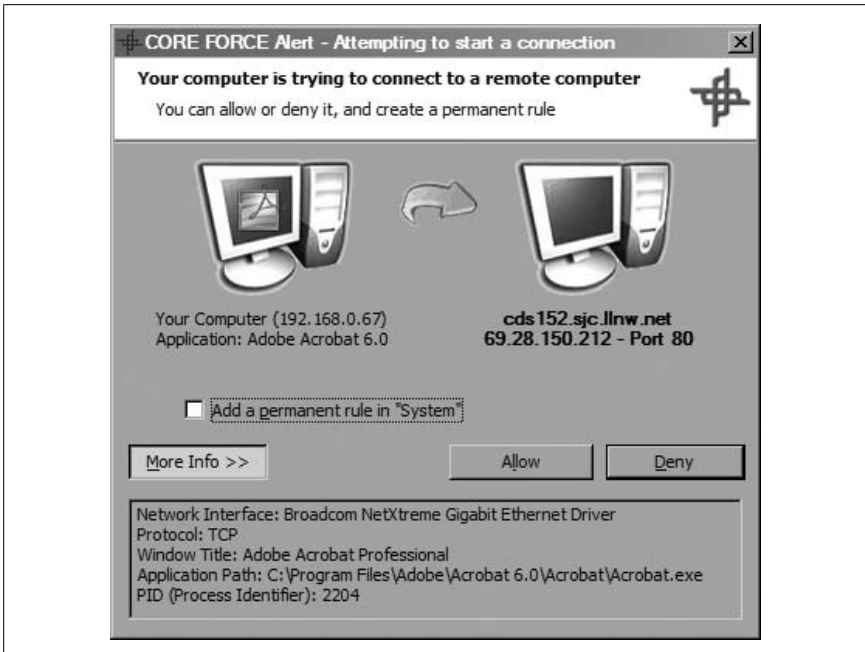 CORE FORCE Alert - Attempting to start a connection
Your computer is trying to connect to a remote computer
You can allow or deny it, and create a permanent rule
Your Computer (192.168.0.67)
Application: Adobe Acrobat 6.0
cds152.sjc.llnw.net
69.28.150.212 - Port 80
Add a permanent rule in "System"
More Info >>
Allow
Deny
Network Interface: Broadcom NetXtreme Gigabit Ethernet Driver
Protocol: TCP
Window Title: Adobe Acrobat Professional
Application Path: C:\Program Files\Adobe\Acrobat 6.0\Acrobat\Acrobat.exe
PID (Process Identifier): 2204